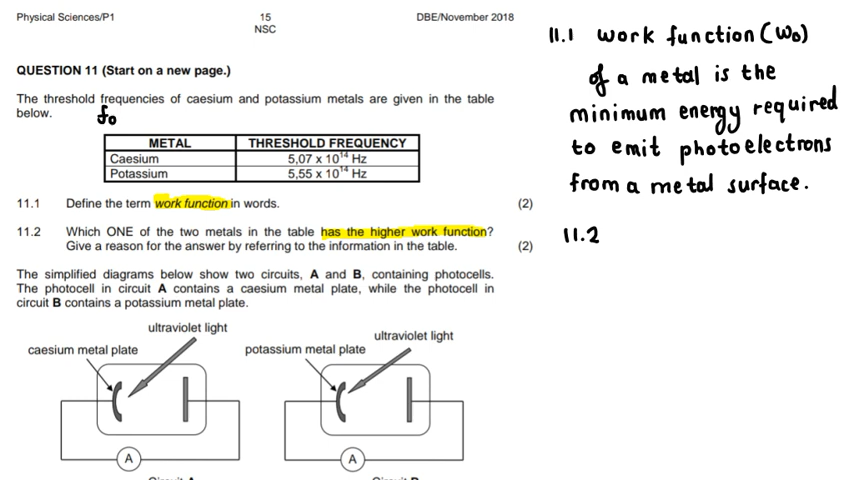 Physical Sciences/P1 15 DBE/November 2018
NSC
QUESTION 11 (Start on a new page.)
The threshold frequencies of caesium and potassium metals are given in the table
below.
f₀
METAL THRESHOLD FREQUENCY
Caesium 5,07 x 10¹⁴ Hz
Potassium 5,55 x 10¹⁴ Hz
11.1 Define the term work function in words. (2)
11.2 Which ONE of the two metals in the table has the higher work function?
Give a reason for the answer by referring to the information in the table. (2)
The simplified diagrams below show two circuits, A and B, containing photocells.
The photocell in circuit A contains a caesium metal plate, while the photocell in
circuit B contains a potassium metal plate.
ultraviolet light
caesium metal plate
A
ultraviolet light
potassium metal plate
A
11.1 work function (W₀)
of a metal is the
minimum energy required
to emit photoelectrons
from a metal surface.
11.2